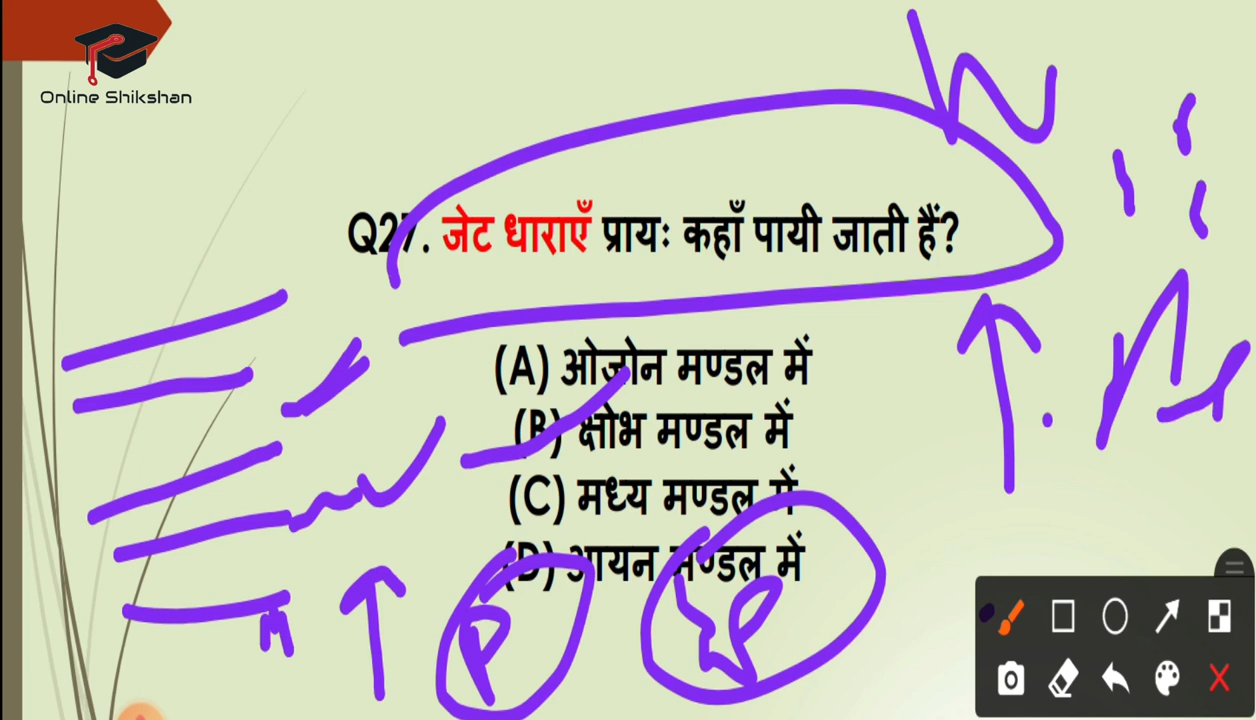 Online Shikshan
Q27. जेट धाराएँ प्रायः कहाँ पायी जाती हैं?
(A) ओज़ोन मण्डल में
(B) क्षोभ मण्डल में
(C) मध्य मण्डल में
(D) आयन मण्डल में
P